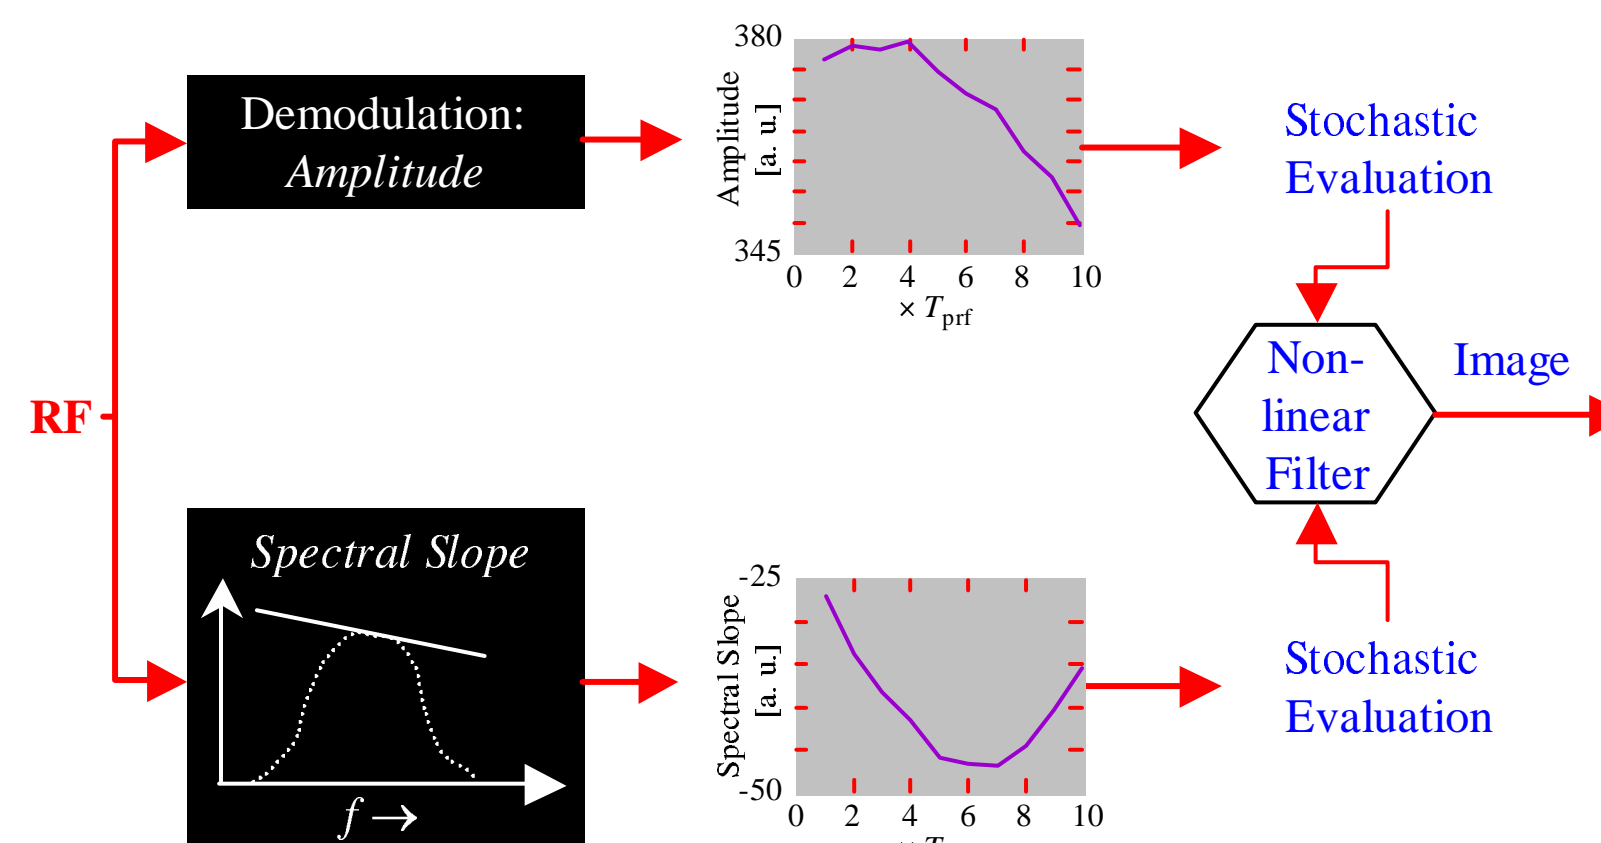 Demodulation:
Amplitude
380
Amplitude
[a. u.]
345
0 2 4 6 8 10
× Tprf
Stochastic
Evaluation
RF
Non-
linear
Filter
Image
Spectral Slope
f →
-25
Spectral Slope
[a. u.]
-50
0 2 4 6 8 10
Stochastic
Evaluation